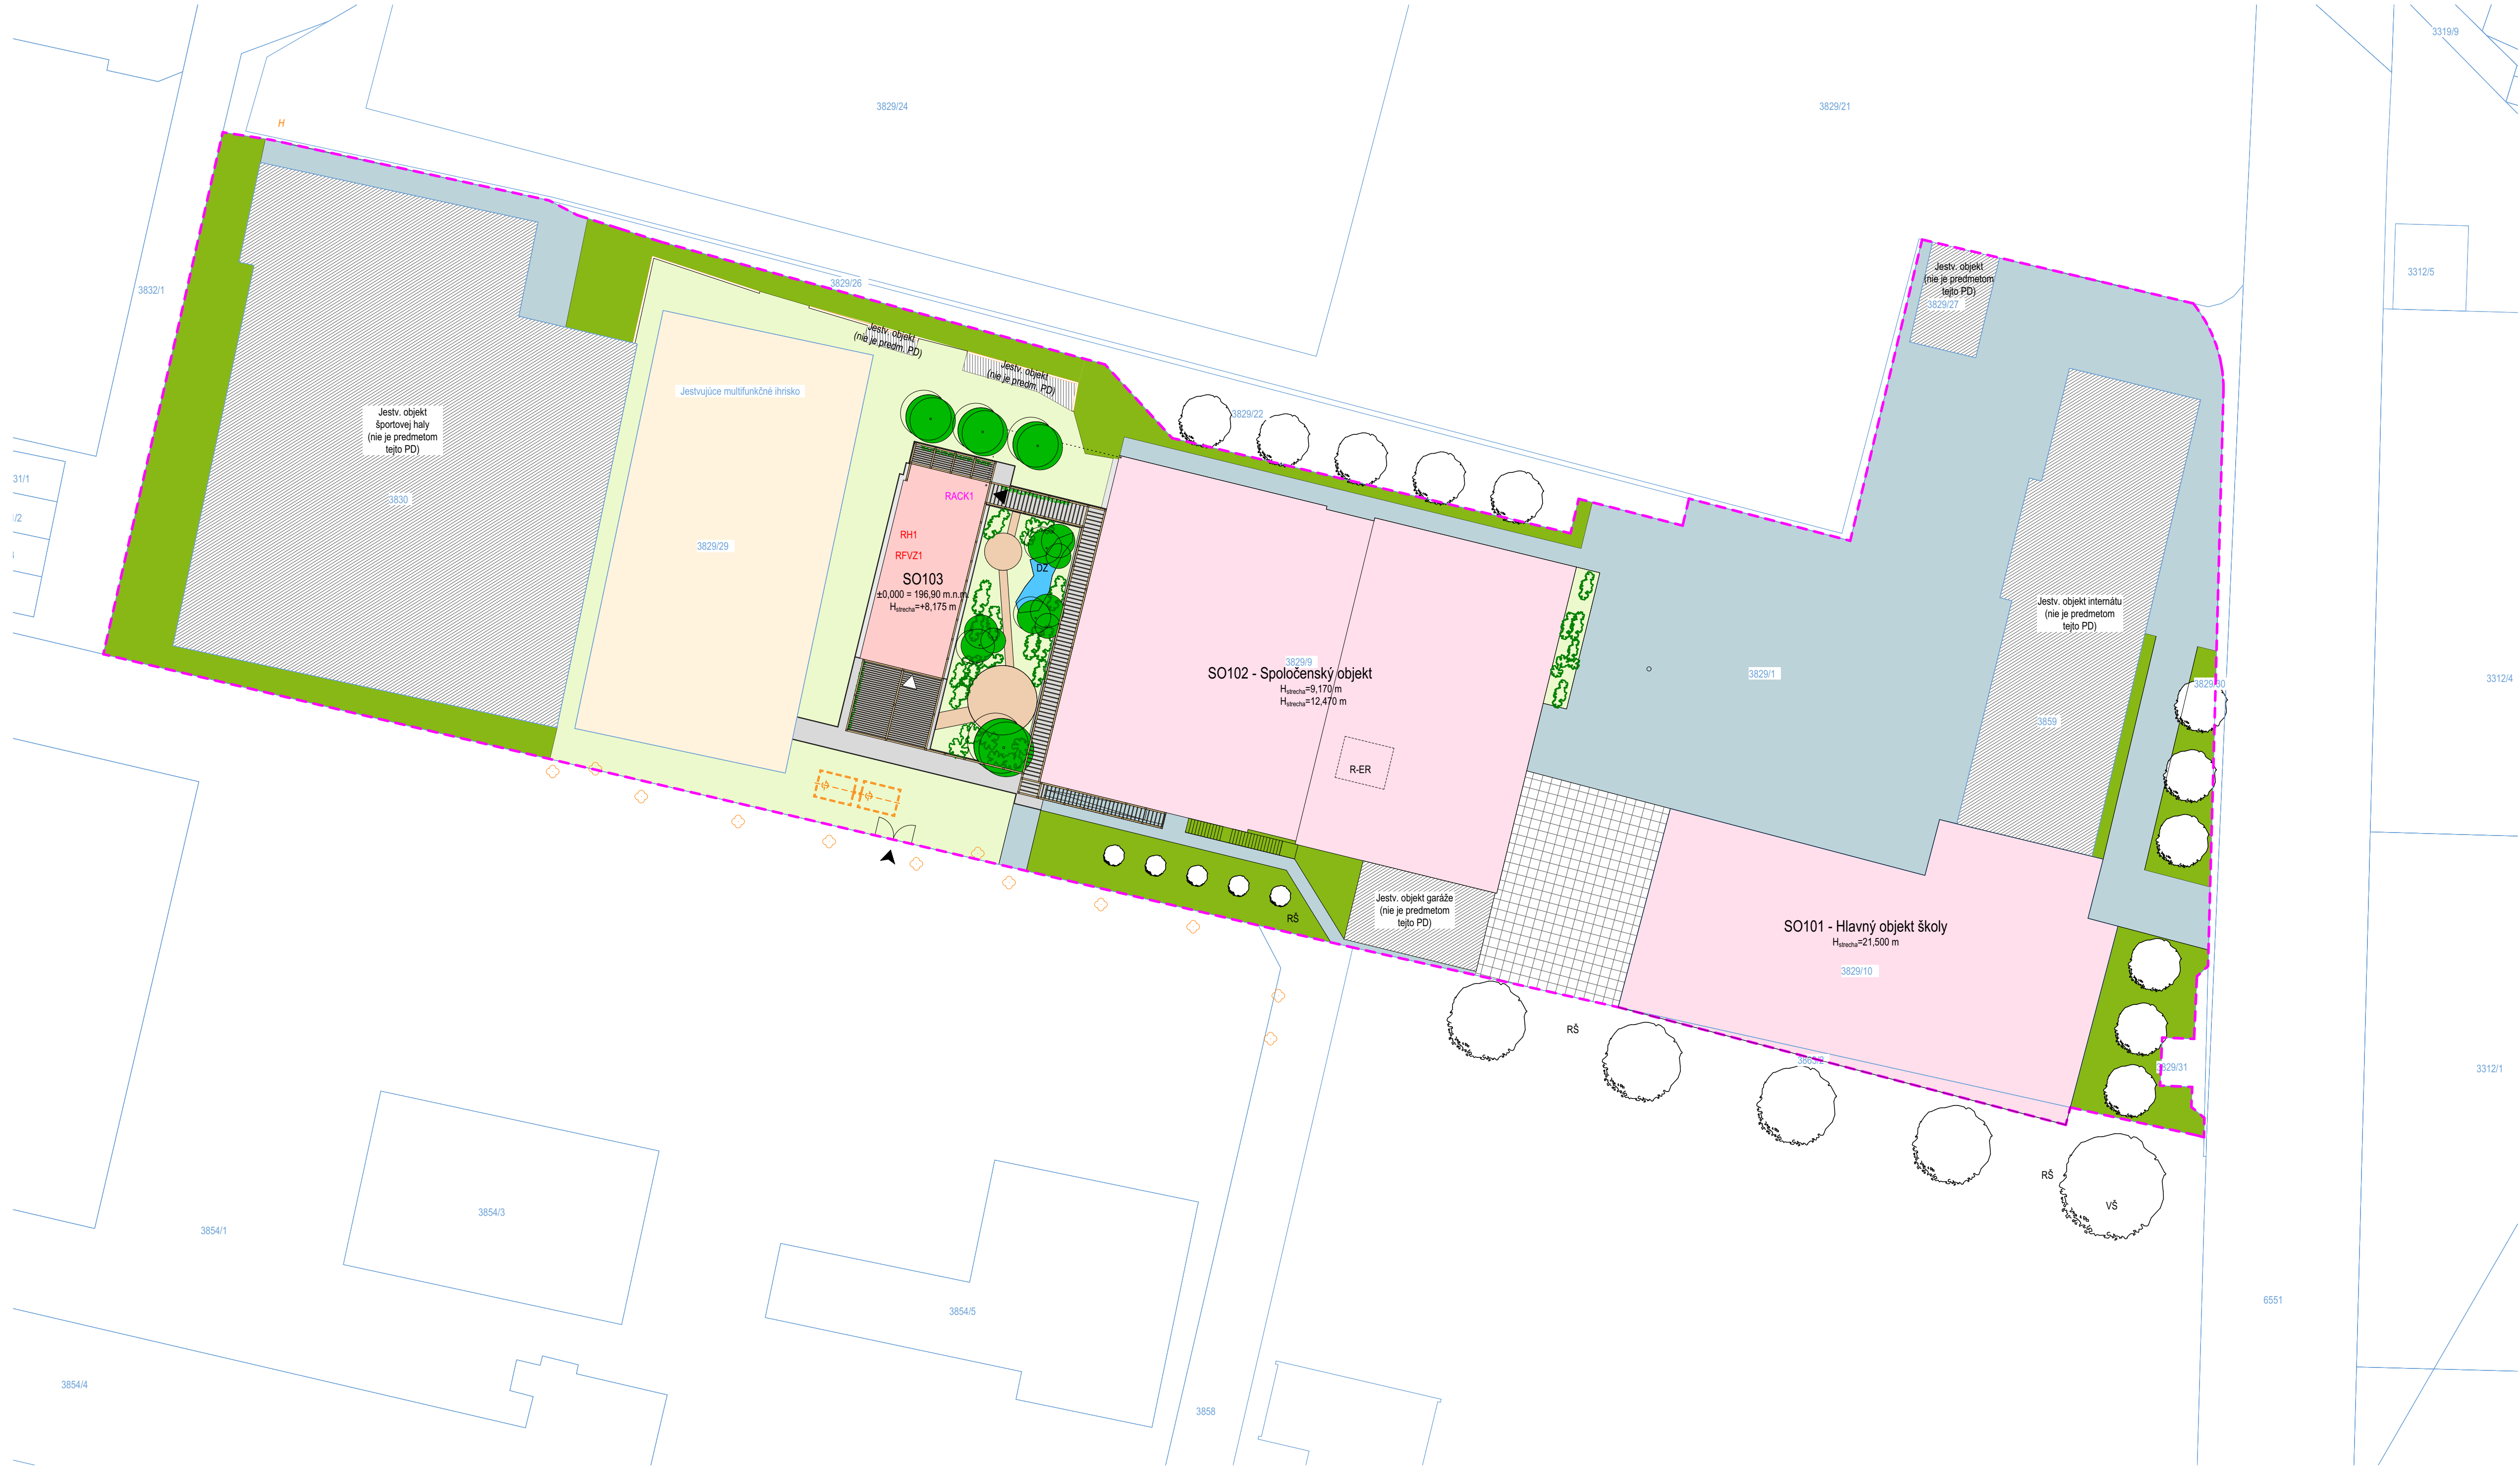 3319/9
3829/24
3829/21
H
3829/26
3832/1
Jestv. objekt
(nie je predmetom
tejto PD)
3829/27
3312/5
Jestv. objekt
(nie je predm. PD)
Jestv. objekt
(nie je predm. PD)
Jestvujúce multifunkčné ihrisko
3829/22
Jestv. objekt
športovej haly
(nie je predmetom
tejto PD)
3830
31/1
/2
RACK1
RH1
RFVZ1
3829/29
SO103
±0,000 = 196,90 m.n.m.
Hstrecha=+8,175 m
DZ
Jestv. objekt internátu
(nie je predmetom
tejto PD)
3829/9
SO102 - Spoločenský objekt
Hstrecha=9,170 m
Hstrecha=12,470 m
3829/1
3829/30
3312/4
3859
R-ER
Jestv. objekt garáže
(nie je predmetom
tejto PD)
RŠ
SO101 - Hlavný objekt školy
Hstrecha=21,500 m
3829/10
RŠ
3863/2
3829/31
3312/1
RŠ
VŠ
3854/3
3854/1
3854/5
6551
3854/4
3858